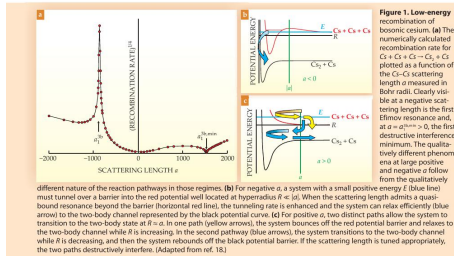 a
(RECOMBINATION RATE)1/4
−2000
−1000
0
1000
2000
SCATTERING LENGTH a
b
POTENTIAL ENERGY
E
Cs + Cs + Cs
R
Cs2 + Cs
|a|
a < 0
c
POTENTIAL ENERGY
E
Cs + Cs + Cs
R
Cs2 + Cs
a
a > 0
Figure 1. Low-energy
recombination of
bosonic cesium. (a) The
numerically calculated
recombination rate for
Cs + Cs + Cs → Cs2 + Cs
plotted as a function of
the Cs–Cs scattering
length a measured in
Bohr radii. Clearly visi-
ble at a negative scat-
tering length is the first
Efimov resonance and,
> 0, the first
destructive interference
minimum. The qualita-
tively different phenom
ena at large positive
and negative a follow
from the qualitatively
different nature of the reaction pathways in those regimes. (b) For negative a, a system with a small positive energy E (blue line)
must tunnel over a barrier into the red potential well located at hyperradius R ≪ |a|. When the scattering length admits a quasi-
bound resonance beyond the barrier (horizontal red line), the tunneling rate is enhanced and the system can relax efficiently (blue
arrow) to the two-body channel represented by the black potential curve. (c) For positive a, two distinct paths allow the system to
transition to the two-body state at R ≈ a. In one path (yellow arrows), the system bounces off the red potential barrier and relaxes to
the two-body channel while R is increasing. In the second pathway (blue arrows), the system transitions to the two-body channel
while R is decreasing, and then the system rebounds off the black potential barrier. If the scattering length is tuned appropriately,
the two paths destructively interfere. (Adapted from ref. 18.)